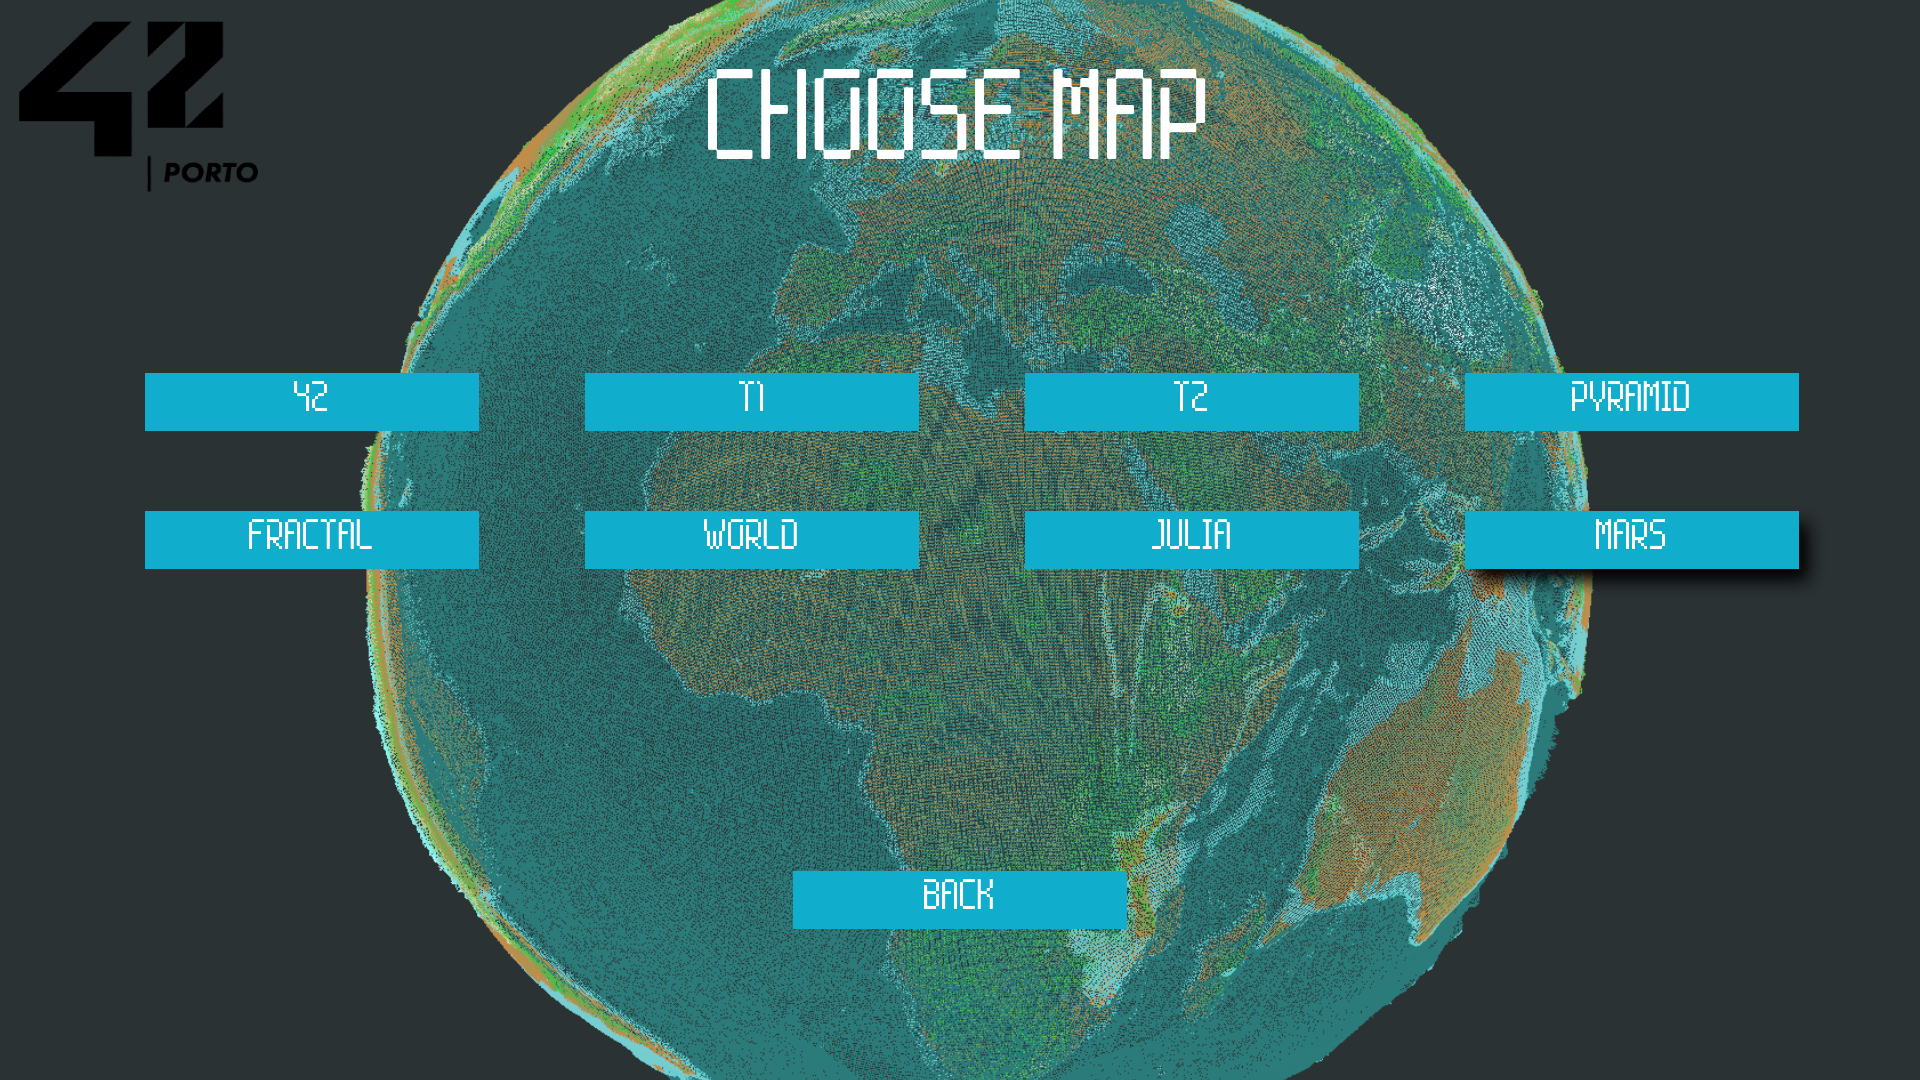 42
| PORTO
CHOOSE MAP
42
T1
T2
PYRAMID
FRACTAL
WORLD
JULIA
MARS
BACK